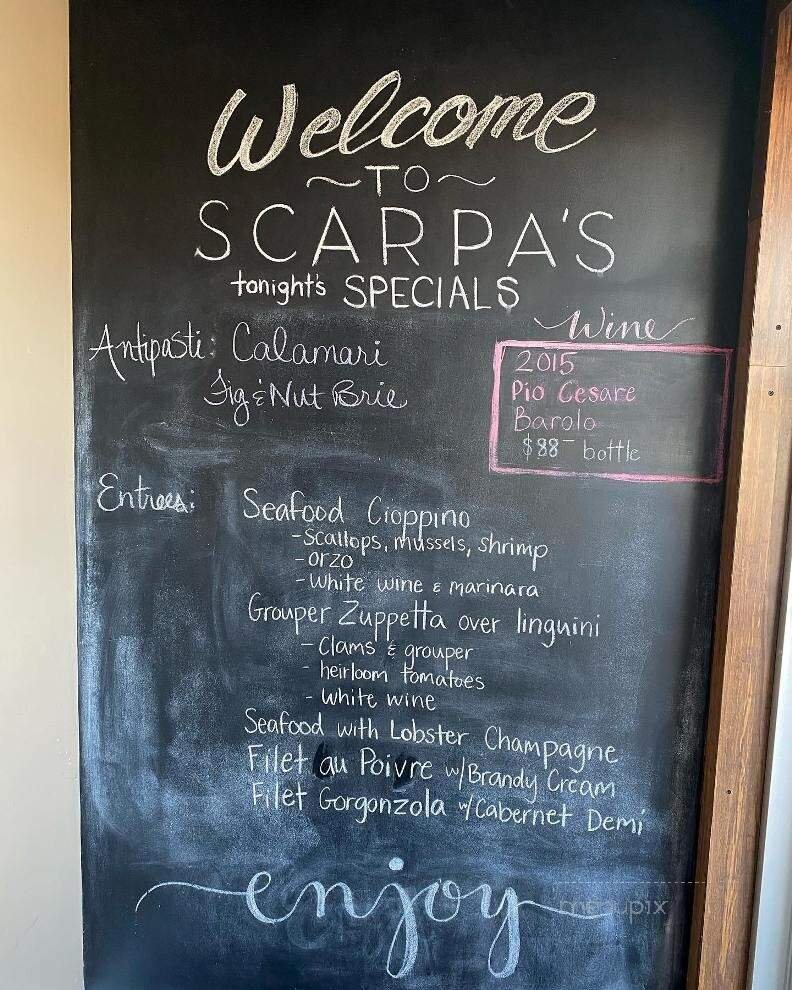 Welcome
~TO~
SCARPA'S
tonight's SPECIALS
Antipasti: Calamari
Fig & Nut Brie
Wine
2015
Pio Cesare
Barolo
$88- bottle
Entrees:
Seafood Cioppino
-Scallops, mussels, shrimp
-orzo
-White wine & marinara
Grouper Zuppetta over linguini
-Clams & grouper
- heirloom tomatoes
- White wine
Seafood with Lobster Champagne
Filet au Poivre w/Brandy Cream
Filet Gorgonzola w/Cabernet Demi
enjoy
meaupix